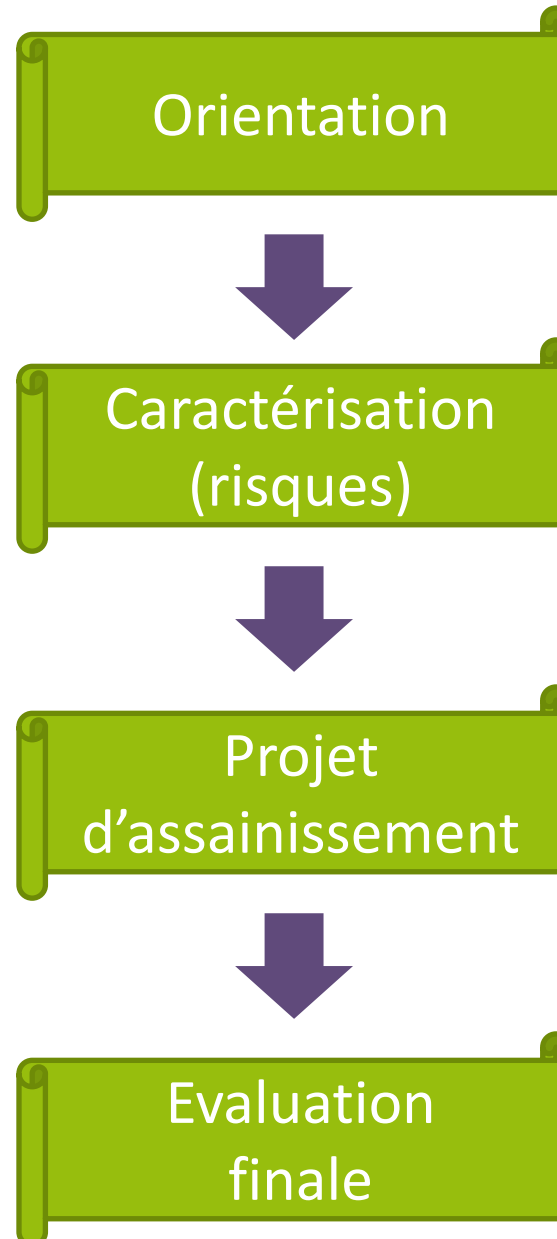 Orientation
Caractérisation
(risques)
Projet
d’assainissement
Evaluation
finale